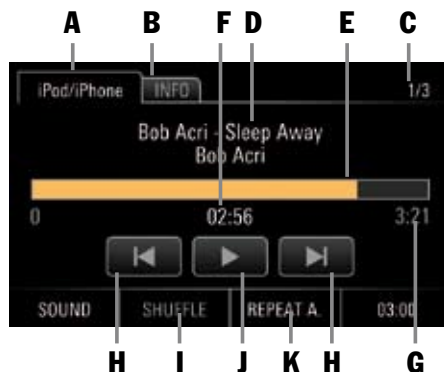 A B F D E C
iPod/iPhone INFO 1/3
Bob Acri - Sleep Away
Bob Acri
0 02:56 3:21
SOUND SHUFFLE REPEAT A. 03:00
H I J K H G